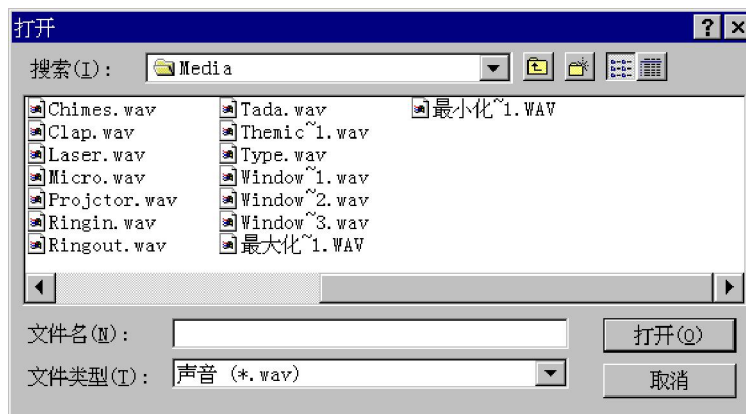 打开
搜索(I): Media
Chimes.wav
Clap.wav
Laser.wav
Micro.wav
Projctor.wav
Ringin.wav
Ringout.wav
Tada.wav
Themic~1.wav
Type.wav
Window~1.wav
Window~2.wav
Window~3.wav
最大化~1.WAV
最小化~1.WAV
文件名(N):
打开(O)
文件类型(T): 声音 (*.wav)
取消